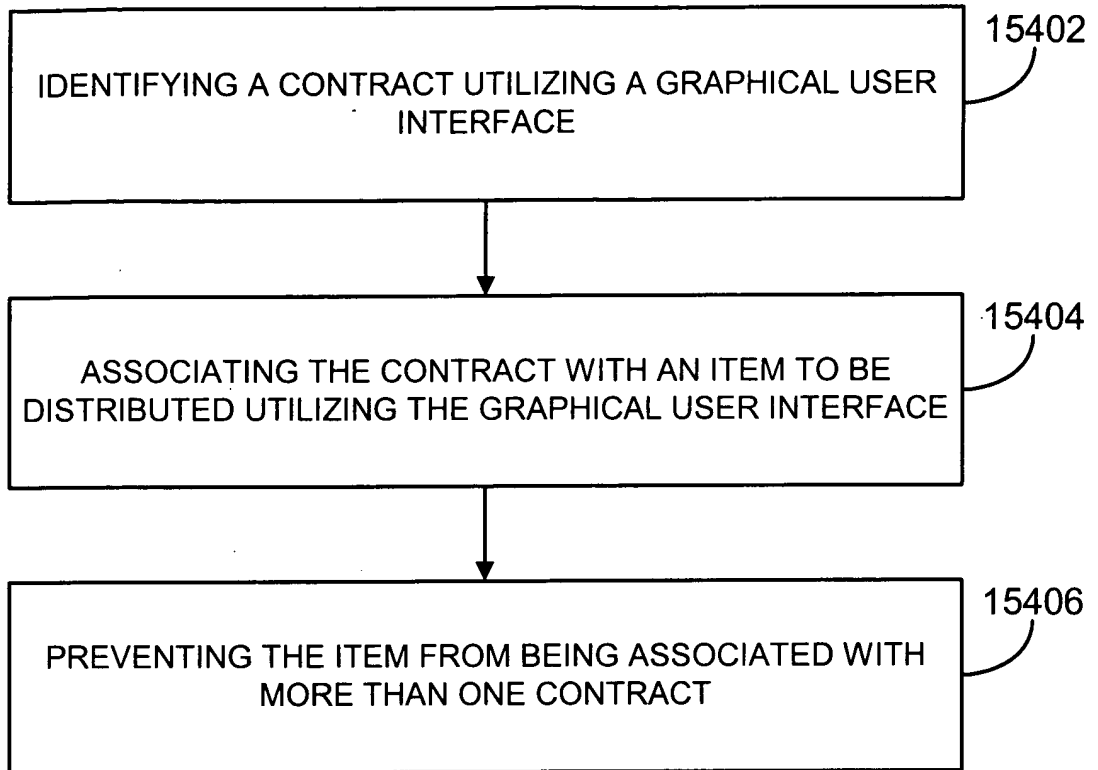 15402
IDENTIFYING A CONTRACT UTILIZING A GRAPHICAL USER
INTERFACE
15404
ASSOCIATING THE CONTRACT WITH AN ITEM TO BE
DISTRIBUTED UTILIZING THE GRAPHICAL USER INTERFACE
15406
PREVENTING THE ITEM FROM BEING ASSOCIATED WITH
MORE THAN ONE CONTRACT